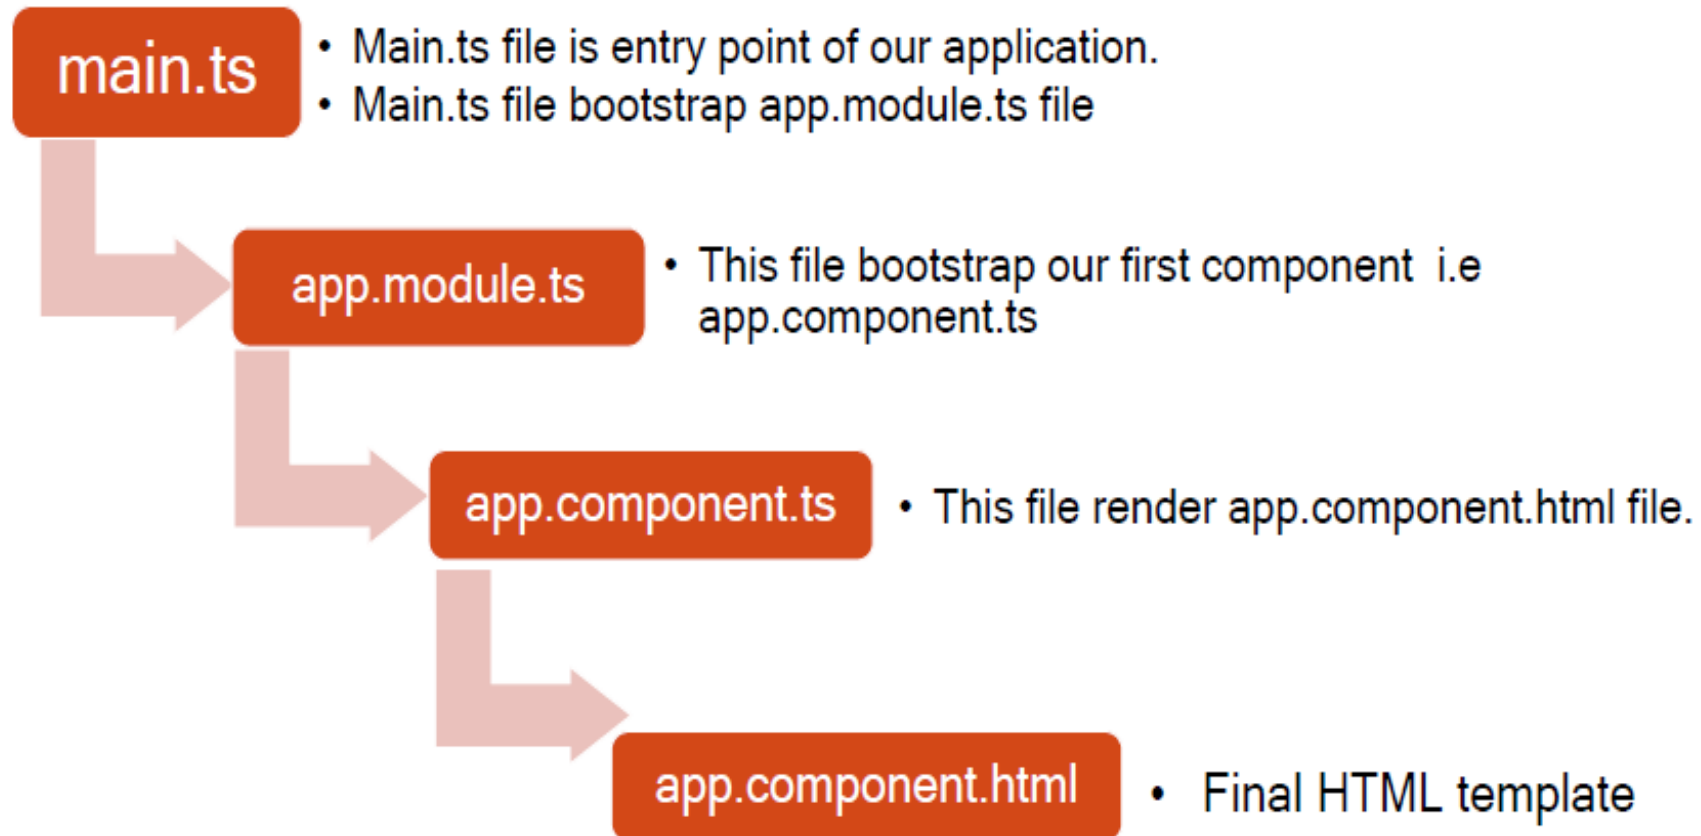 main.ts
• Main.ts file is entry point of our application.
• Main.ts file bootstrap app.module.ts file
app.module.ts
• This file bootstrap our first component i.e
app.component.ts
app.component.ts
• This file render app.component.html file.
app.component.html
• Final HTML template